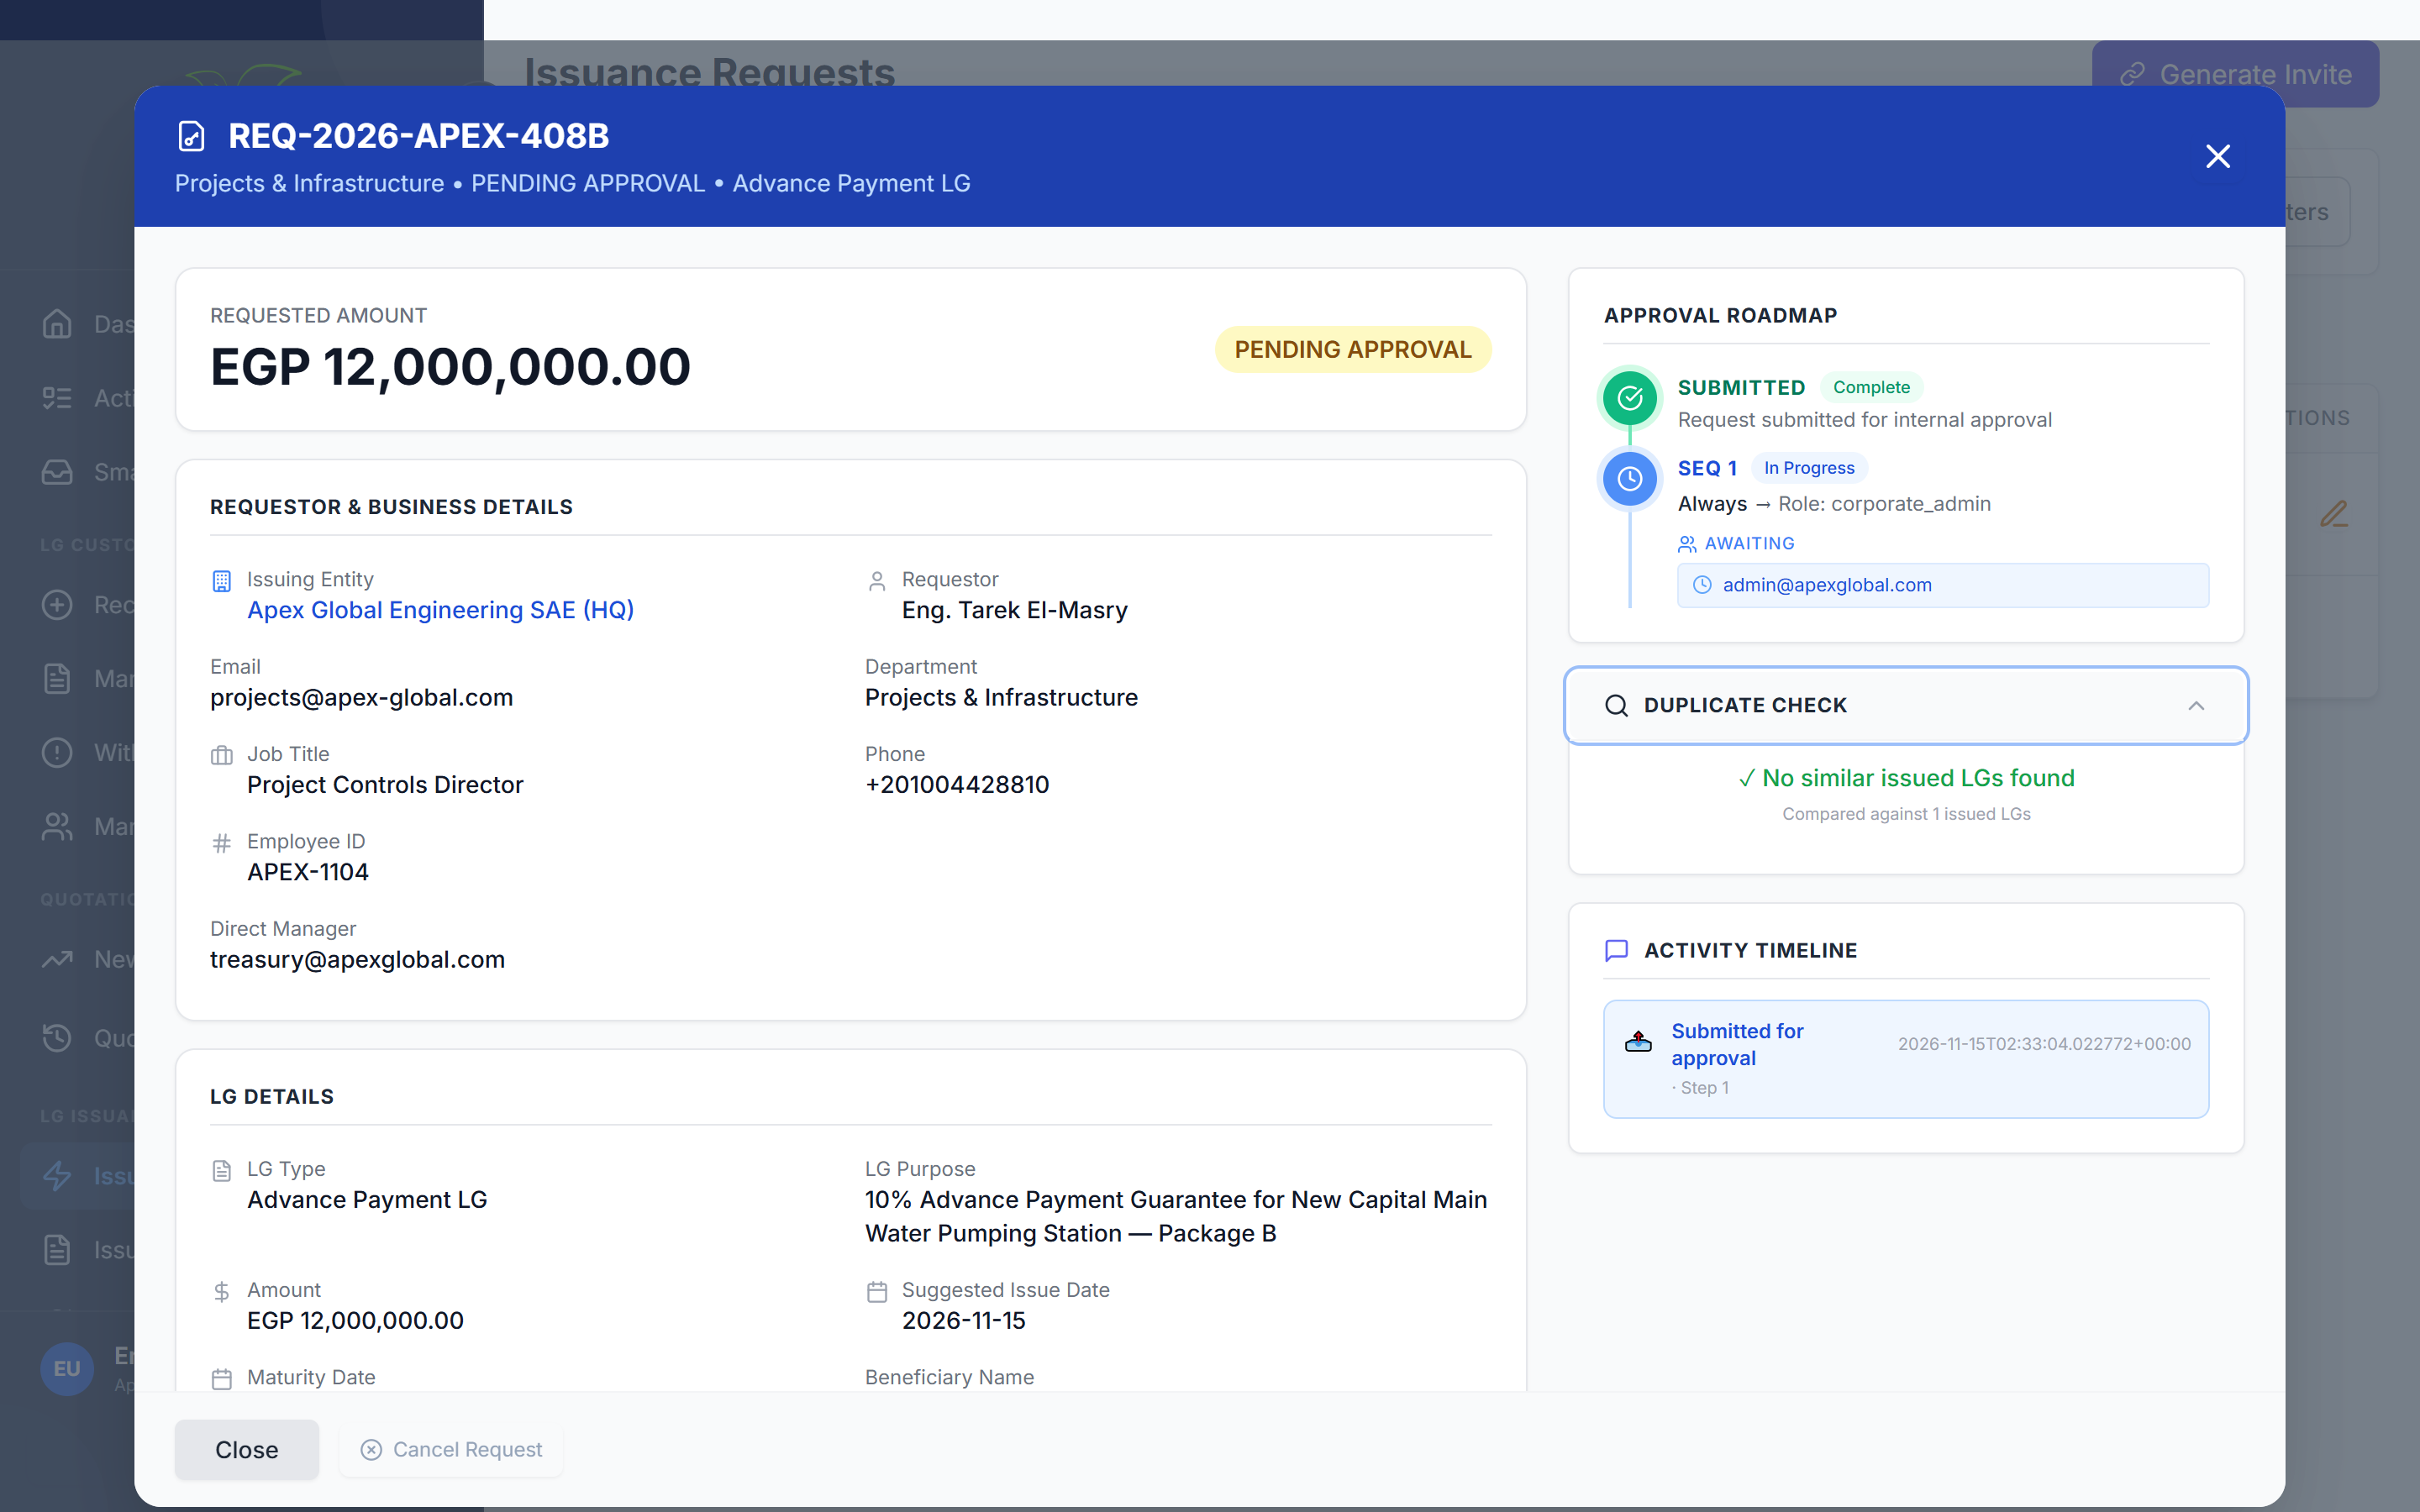 Issuance Requests
Generate Invite
REQ-2026-APEX-408B
Projects & Infrastructure • PENDING APPROVAL • Advance Payment LG
REQUESTED AMOUNT
EGP 12,000,000.00
PENDING APPROVAL
REQUESTOR & BUSINESS DETAILS
Issuing Entity
Apex Global Engineering SAE (HQ)
Requestor
Eng. Tarek El-Masry
Email
projects@apex-global.com
Department
Projects & Infrastructure
Job Title
Project Controls Director
Phone
+201004428810
Employee ID
APEX-1104
Direct Manager
treasury@apexglobal.com
LG DETAILS
LG Type
Advance Payment LG
LG Purpose
10% Advance Payment Guarantee for New Capital Main
Water Pumping Station — Package B
Amount
EGP 12,000,000.00
Suggested Issue Date
2026-11-15
Maturity Date
Beneficiary Name
Close
Cancel Request
APPROVAL ROADMAP
SUBMITTED Complete
Request submitted for internal approval
SEQ 1 In Progress
Always → Role: corporate_admin
AWAITING
admin@apexglobal.com
DUPLICATE CHECK
✓ No similar issued LGs found
Compared against 1 issued LGs
ACTIVITY TIMELINE
Submitted for
approval
2026-11-15T02:33:04.022772+00:00
· Step 1
EU